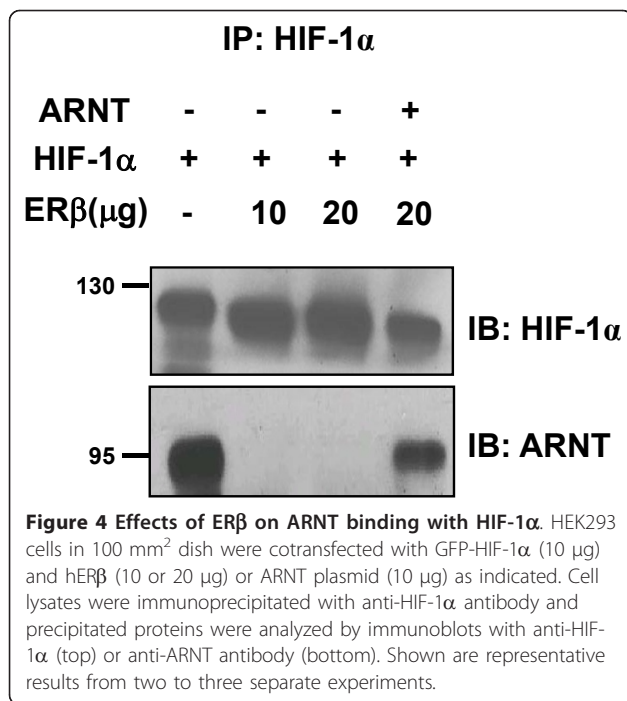 IP: HIF-1α
ARNT - - - +
HIF-1α + + + +
ERβ(μg) - 10 20 20
130
IB: HIF-1α
95
IB: ARNT
Figure 4 Effects of ERβ on ARNT binding with HIF-1α. HEK293
cells in 100 mm² dish were cotransfected with GFP-HIF-1α (10 μg)
and hERβ (10 or 20 μg) or ARNT plasmid (10 μg) as indicated. Cell
lysates were immunoprecipitated with anti-HIF-1α antibody and
precipitated proteins were analyzed by immunoblots with anti-HIF-
1α (top) or anti-ARNT antibody (bottom). Shown are representative
results from two to three separate experiments.